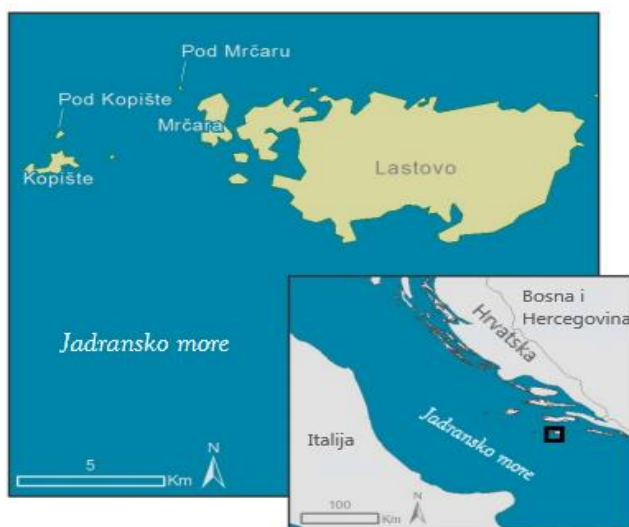 Pod Mrčaru
Pod Kopište
Mrčara
Kopište
Lastovo
Jadransko more
5
Km
N
Bosna i
Hercegovina
Hrvatska
Jadransko more
Italija
100
Km
N